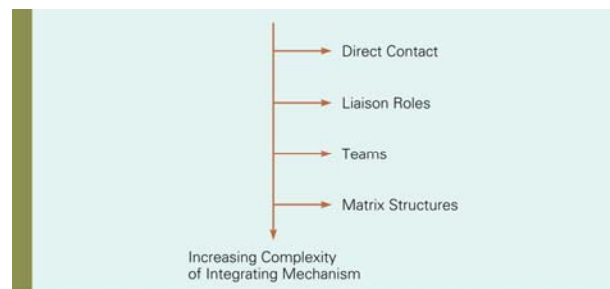 Direct Contact
Liaison Roles
Teams
Matrix Structures
Increasing Complexity
of Integrating Mechanism